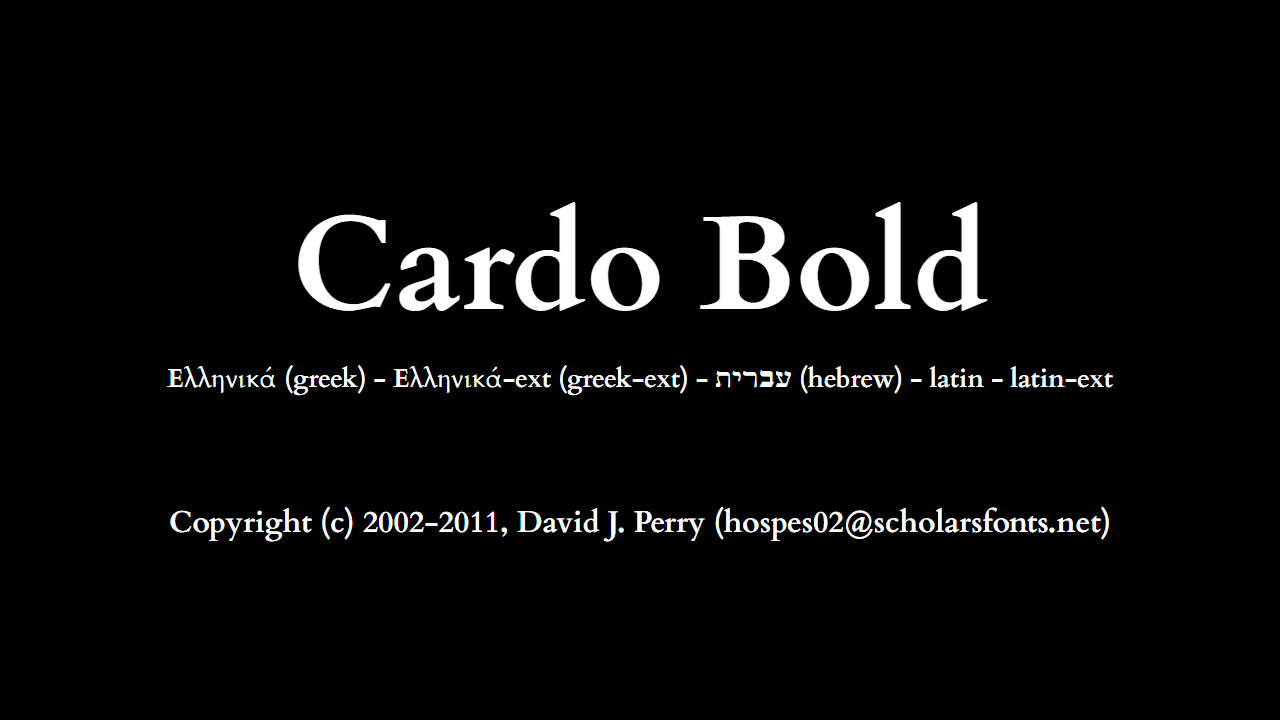 Cardo Bold
Ελληνικά (greek) - Ελληνικά-ext (greek-ext) - עברית (hebrew) - latin - latin-ext
Copyright (c) 2002-2011, David J. Perry (hospes02@scholarsfonts.net)